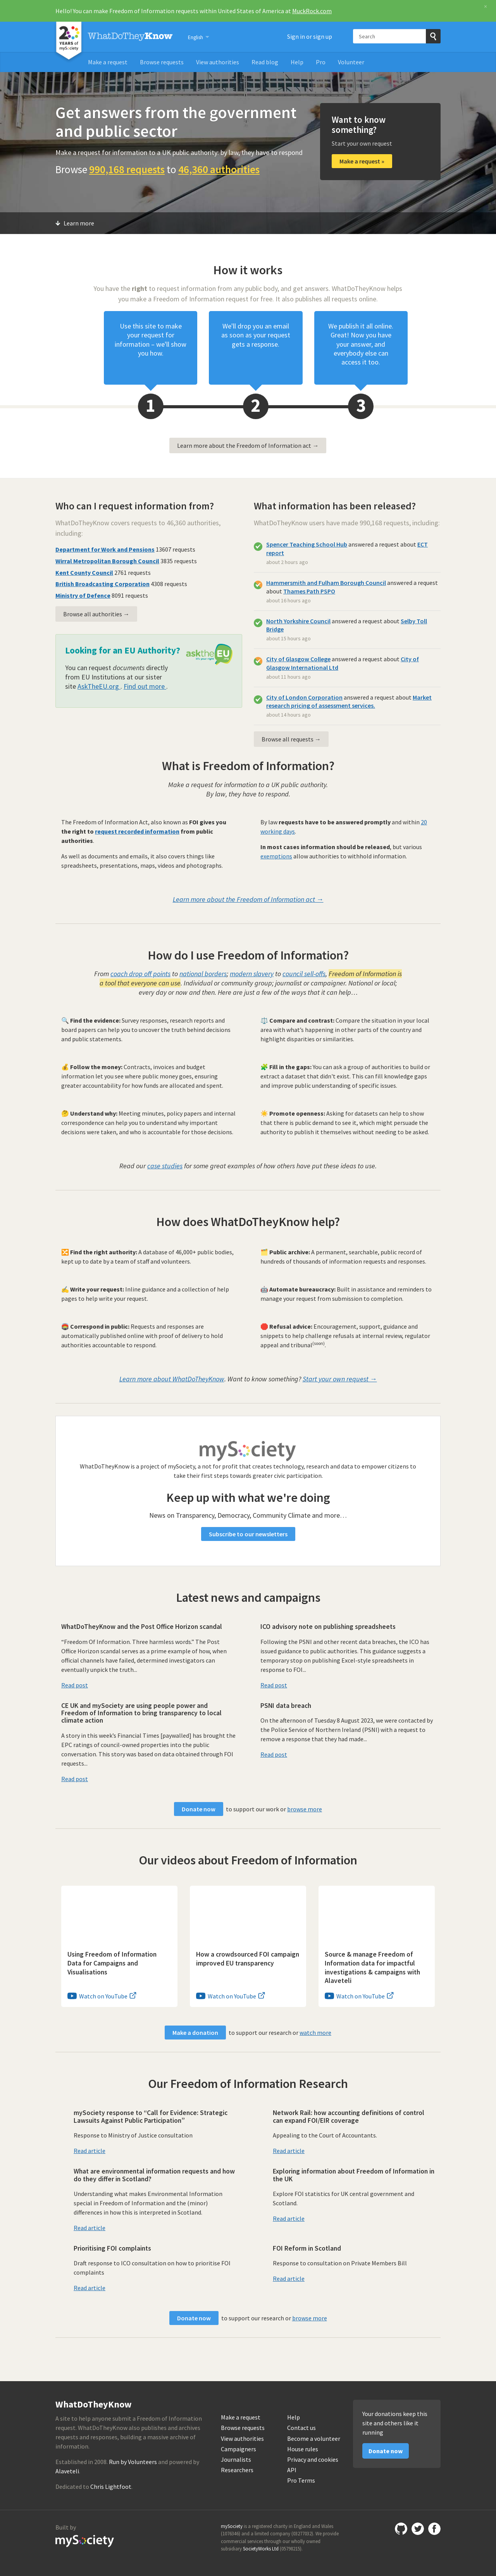 Hello! You can make Freedom of Information requests within United States of America at MuckRock.com
×
20
YEARS of
mySociety
WhatDoTheyKnow
English
Sign in or sign up
Search
Make a request
Browse requests
View authorities
Read blog
Help
Pro
Volunteer
Get answers from the government
and public sector
Make a request for information to a UK public authority: by law, they have to respond
Browse 990,168 requests to 46,360 authorities
Want to know
something?
Start your own request
Make a request »
Learn more
How it works
You have the right to request information from any public body, and get answers. WhatDoTheyKnow helps
you make a Freedom of Information request for free. It also publishes all requests online.
Use this site to make
your request for
information – we'll show
you how.
We'll drop you an email
as soon as your request
gets a response.
We publish it all online.
Great! Now you have
your answer, and
everybody else can
access it too.
1
2
3
Learn more about the Freedom of Information act →
Who can I request information from?
WhatDoTheyKnow covers requests to 46,360 authorities,
including:
Department for Work and Pensions 13607 requests
Wirral Metropolitan Borough Council 3835 requests
Kent County Council 2761 requests
British Broadcasting Corporation 4308 requests
Ministry of Defence 8091 requests
Browse all authorities →
Looking for an EU Authority?
asktheEU
You can request documents directly
from EU Institutions at our sister
site AskTheEU.org . Find out more .
What information has been released?
WhatDoTheyKnow users have made 990,168 requests, including:
Spencer Teaching School Hub answered a request about ECT
report
about 3 hours ago
Hammersmith and Fulham Borough Council answered a request
about Thames Path PSPO
about 16 hours ago
North Yorkshire Council answered a request about Selby Toll
Bridge
about 15 hours ago
City of Glasgow College answered a request about City of
Glasgow International Ltd
about 11 hours ago
City of London Corporation answered a request about Market
research pricing of assessment services.
about 14 hours ago
Browse all requests →
What is Freedom of Information?
Make a request for information to a UK public authority.
By law, they have to respond.
The Freedom of Information Act, also known as FOI gives you
the right to request recorded information from public
authorities.
As well as documents and emails, it also covers things like
spreadsheets, presentations, maps, videos and photographs.
By law requests have to be answered promptly and within 20
working days.
In most cases information should be released, but various
exemptions allow authorities to withhold information.
Learn more about the Freedom of Information act →
How do I use Freedom of Information?
From coach drop off points to national borders; modern slavery to council sell-offs, Freedom of Information is
a tool that everyone can use. Individual or community group; journalist or campaigner. National or local;
every day or now and then. Here are just a few of the ways that it can help…
🔍 Find the evidence: Survey responses, research reports and
board papers can help you to uncover the truth behind decisions
and public statements.
⚖️ Compare and contrast: Compare the situation in your local
area with what's happening in other parts of the country and
highlight disparities or similarities.
💰 Follow the money: Contracts, invoices and budget
information let you see where public money goes, ensuring
greater accountability for how funds are allocated and spent.
🧩 Fill in the gaps: You can ask a group of authorities to build or
extract a dataset that didn't exist. This can fill knowledge gaps
and improve public understanding of specific issues.
🤔 Understand why: Meeting minutes, policy papers and internal
correspondence can help you to understand why important
decisions were taken, and who is accountable for those decisions.
☀️ Promote openness: Asking for datasets can help to show
that there is public demand to see it, which might persuade the
authority to publish it themselves without needing to be asked.
Read our case studies for some great examples of how others have put these ideas to use.
How does WhatDoTheyKnow help?
🔀 Find the right authority: A database of 46,000+ public bodies,
kept up to date by a team of staff and volunteers.
🗂️ Public archive: A permanent, searchable, public record of
hundreds of thousands of information requests and responses.
✍️ Write your request: Inline guidance and a collection of help
pages to help write your request.
🤖 Automate bureaucracy: Built in assistance and reminders to
manage your request from submission to completion.
Correspond in public: Requests and responses are
automatically published online with proof of delivery to hold
authorities accountable to respond.
🛑 Refusal advice: Encouragement, support, guidance and
snippets to help challenge refusals at internal review, regulator
appeal and tribunal
Learn more about WhatDoTheyKnow. Want to know something? Start your own request →
mySociety
WhatDoTheyKnow is a project of mySociety, a not for profit that creates technology, research and data to empower citizens to
take their first steps towards greater civic participation.
Keep up with what we're doing
News on Transparency, Democracy, Community Climate and more…
Subscribe to our newsletters
Latest news and campaigns
WhatDoTheyKnow and the Post Office Horizon scandal
“Freedom Of Information. Three harmless words.” The Post
Office Horizon scandal serves as a prime example of how, when
official channels have failed, determined investigators can
eventually unpick the truth...
Read post
ICO advisory note on publishing spreadsheets
Following the PSNI and other recent data breaches, the ICO has
issued guidance to public authorities. This guidance suggests a
temporary stop on publishing Excel-style spreadsheets in
response to FOI...
Read post
CE UK and mySociety are using people power and
Freedom of Information to bring transparency to local
climate action
A story in this week’s Financial Times [paywalled] has brought the
EPC ratings of council-owned properties into the public
conversation. This story was based on data obtained through FOI
requests...
Read post
PSNI data breach
On the afternoon of Tuesday 8 August 2023, we were contacted by
the Police Service of Northern Ireland (PSNI) with a request to
remove a response that they had made...
Read post
Donate now to support our work or browse more
Our videos about Freedom of Information
Using Freedom of Information
Data for Campaigns and
Visualisations
Watch on YouTube
How a crowdsourced FOI campaign
improved EU transparency
Watch on YouTube
Source & manage Freedom of
Information data for impactful
investigations & campaigns with
Alaveteli
Watch on YouTube
Make a donation to support our research or watch more
Our Freedom of Information Research
mySociety response to “Call for Evidence: Strategic
Lawsuits Against Public Participation”
Response to Ministry of Justice consultation
Read article
Network Rail: how accounting definitions of control
can expand FOI/EIR coverage
Appealing to the Court of Accountants.
Read article
What are environmental information requests and how
do they differ in Scotland?
Understanding what makes Environmental Information
special in Freedom of Information and the (minor)
differences in how this is interpreted in Scotland.
Read article
Exploring information about Freedom of Information in
the UK
Explore FOI statistics for UK central government and
Scotland.
Read article
Prioritising FOI complaints
Draft response to ICO consultation on how to prioritise FOI
complaints
Read article
FOI Reform in Scotland
Response to consultation on Private Members Bill
Read article
Donate now to support our research or browse more
WhatDoTheyKnow
A site to help anyone submit a Freedom of Information
request. WhatDoTheyKnow also publishes and archives
requests and responses, building a massive archive of
information.
Established in 2008. Run by Volunteers and powered by
Alaveteli.
Dedicated to Chris Lightfoot.
Make a request
Browse requests
View authorities
Campaigners
Journalists
Researchers
Help
Contact us
Become a volunteer
House rules
Privacy and cookies
API
Pro Terms
Your donations keep this
site and others like it
running
Donate now
Built by
mySociety
mySociety is a registered charity in England and Wales
(1076346) and a limited company (03277032). We provide
commercial services through our wholly owned
subsidiary SocietyWorks Ltd (05798215).